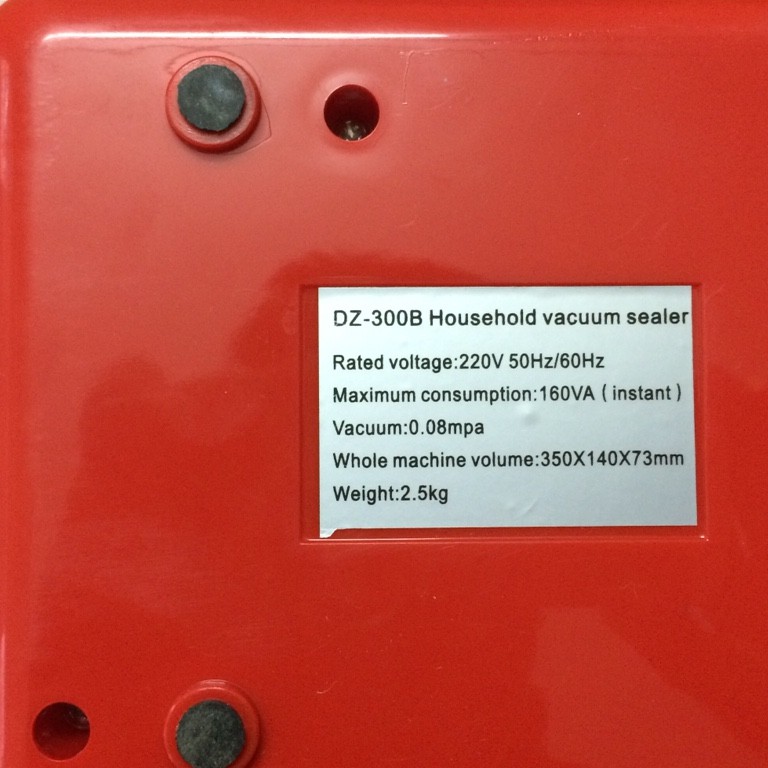 DZ-300B Household vacuum sealer
Rated voltage:220V 50Hz/60Hz
Maximum consumption:160VA ( instant )
Vacuum:0.08mpa
Whole machine volume:350X140X73mm
Weight:2.5kg